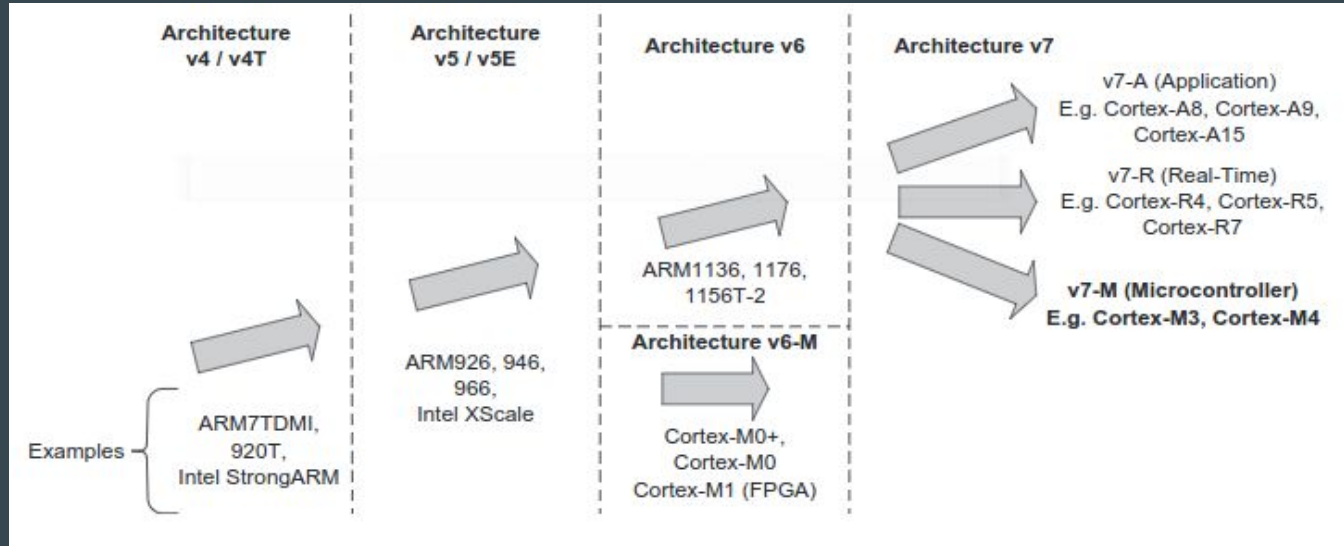 Architecture
v4 / v4T
Architecture
v5 / v5E
Architecture v6
Architecture v7
v7-A (Application)
E.g. Cortex-A8, Cortex-A9,
Cortex-A15
v7-R (Real-Time)
E.g. Cortex-R4, Cortex-R5,
Cortex-R7
v7-M (Microcontroller)
E.g. Cortex-M3, Cortex-M4
ARM1136, 1176,
1156T-2
Architecture v6-M
Cortex-M0+,
Cortex-M0
Cortex-M1 (FPGA)
ARM926, 946,
966,
Intel XScale
Examples
ARM7TDMI,
920T,
Intel StrongARM